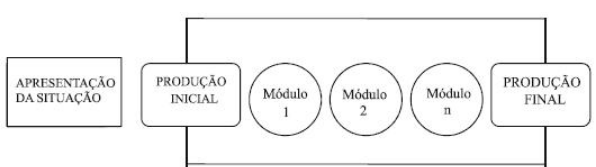 APRESENTAÇÃO
DA SITUAÇÃO
PRODUÇÃO
INICIAL
Módulo
1
Módulo
2
Módulo
n
PRODUÇÃO
FINAL